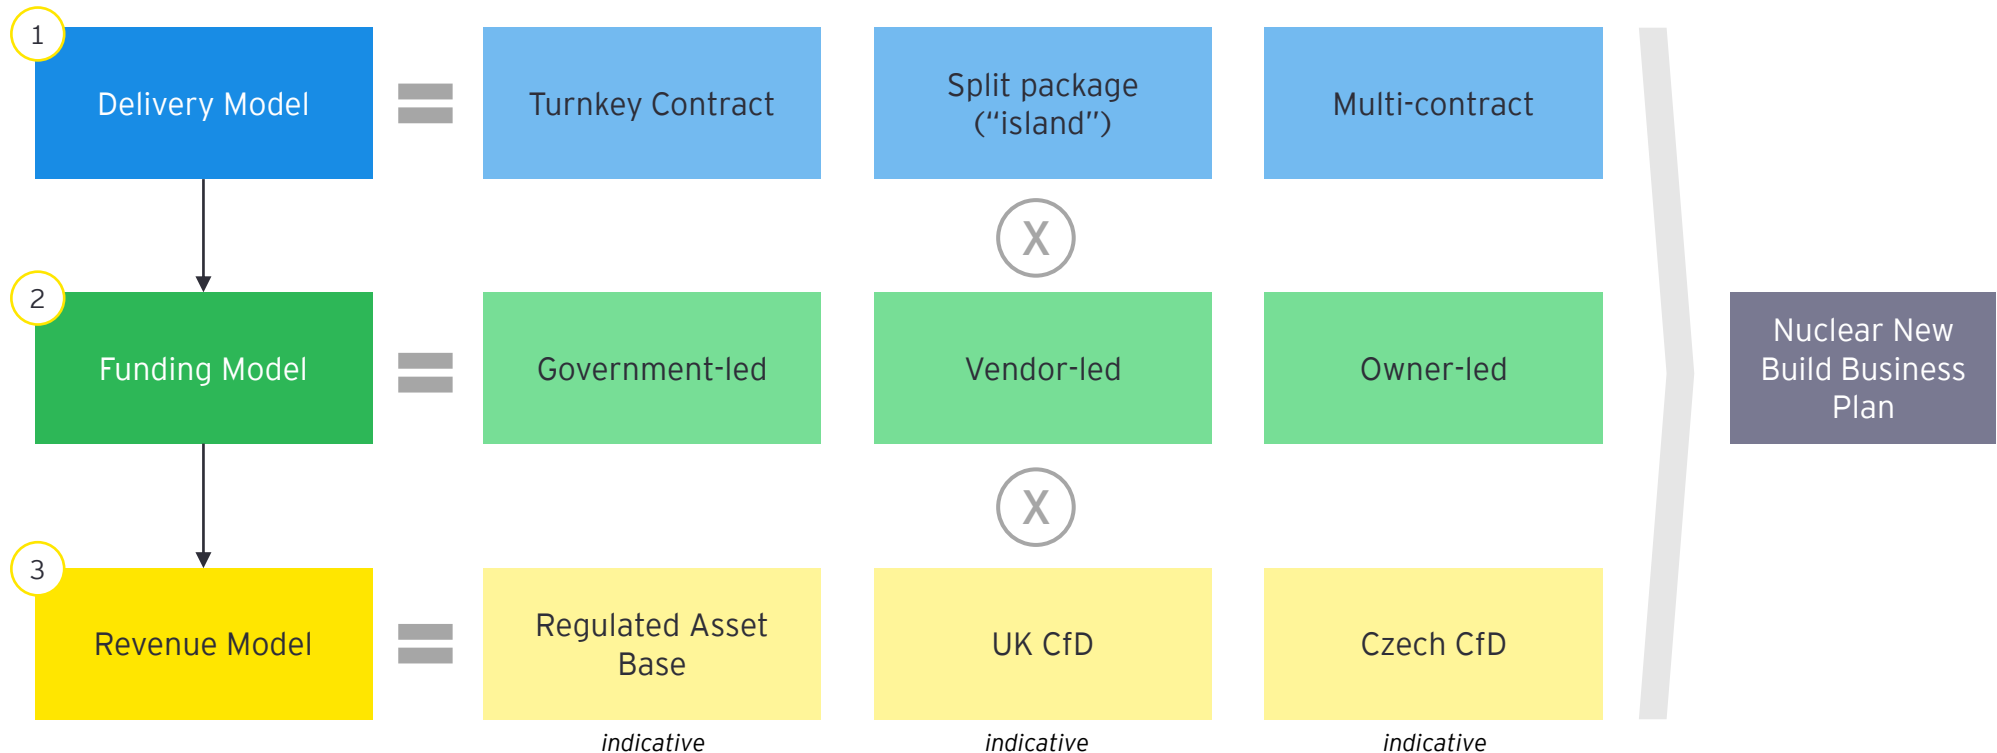 1
Delivery Model
Turnkey Contract
Split package
(“island”)
Multi-contract
X
2
Funding Model
Government-led
Vendor-led
Owner-led
Nuclear New
Build Business
Plan
X
3
Revenue Model
Regulated Asset
Base
UK CfD
Czech CfD
indicative
indicative
indicative